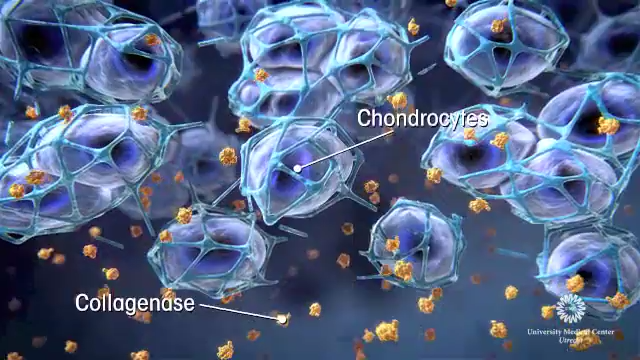 Chondrocytes
Collagenase
University Medical Center
Utrecht